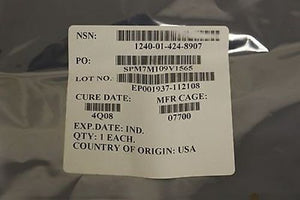 NSN:
1240-01-424-8907
PO:
SPM7M109V1565
LOT NO.
EP001937-112108
CURE DATE: MFR CAGE:
4Q08 07700
EXP.DATE: IND.
QTY: 1 EACH.
COUNTRY OF ORIGIN: USA